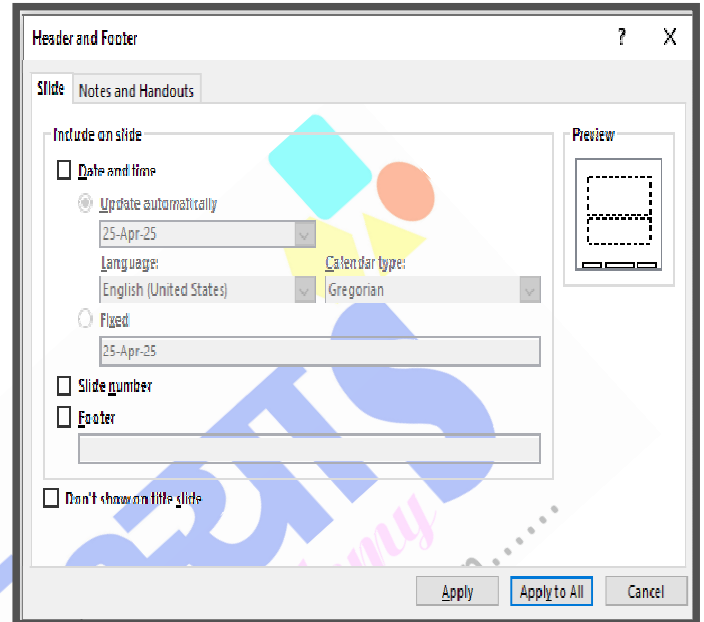 Header and Footer
?
X
Slide
Notes and Handouts
Include on slide
Preview
Date and time
Update automatically
25-Apr-25
Language:
Calendar type:
English (United States)
Gregorian
Fixed
25-Apr-25
Slide number
Footer
Don't show on title slide
Apply
Apply to All
Cancel